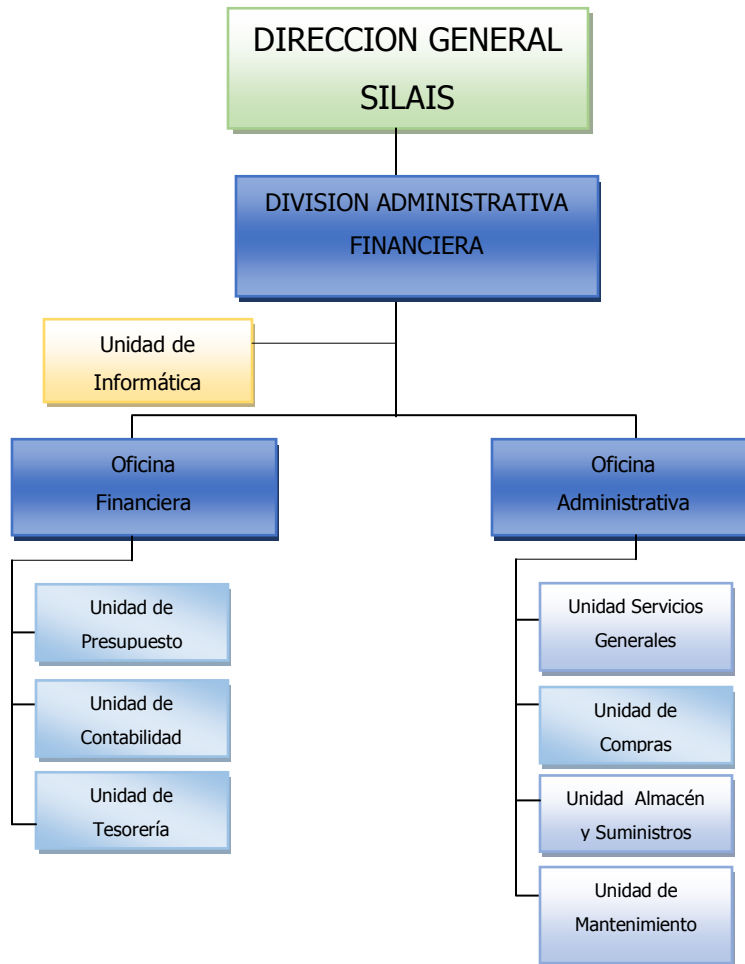 DIRECCION GENERAL
SILAIS
DIVISION ADMINISTRATIVA
FINANCIERA
Unidad de
Informática
Oficina
Financiera
Oficina
Administrativa
Unidad de
Presupuesto
Unidad de
Contabilidad
Unidad de
Tesorería
Unidad Servicios
Generales
Unidad de
Compras
Unidad Almacén
y Suministros
Unidad de
Mantenimiento